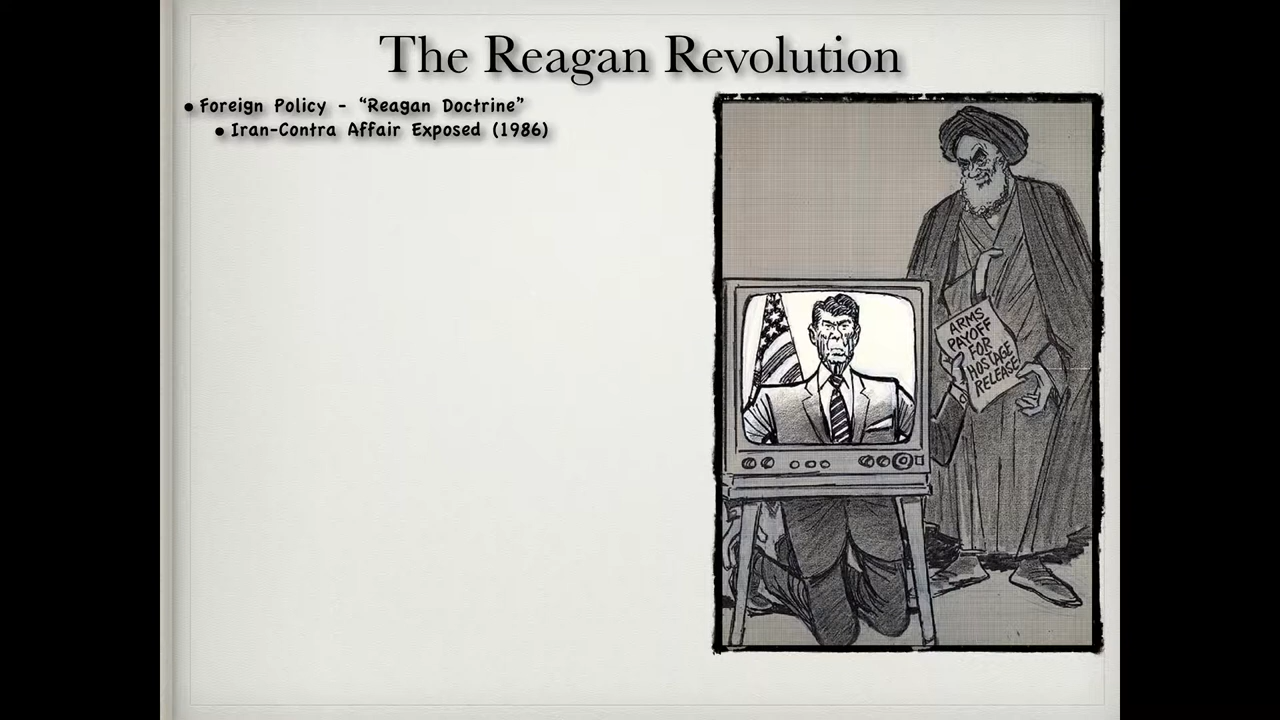 The Reagan Revolution
• Foreign Policy - “Reagan Doctrine”
• Iran-Contra Affair Exposed (1986)
ARMS
PAYOFF
FOR
HOSTAGE
RELEASE